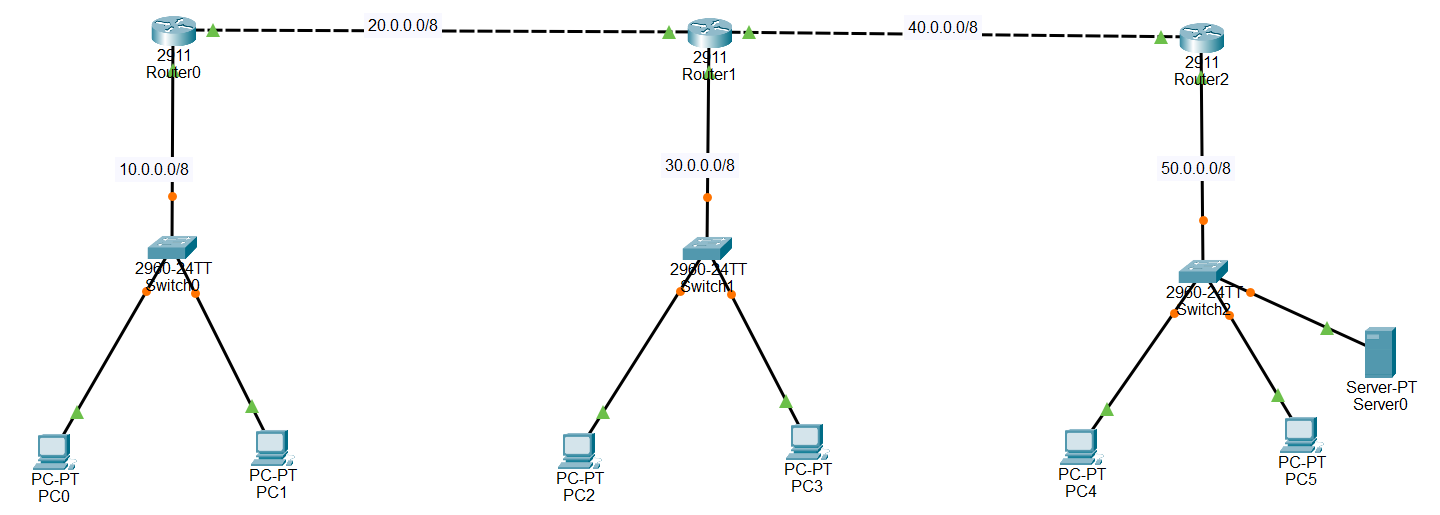 20.0.0.0/8
40.0.0.0/8
2911
Router0
2911
Router1
2911
Router2
10.0.0.0/8
30.0.0.0/8
50.0.0.0/8
2960-24TT
Switch0
2960-24TT
Switch1
2960-24TT
Switch2
Server-PT
Server0
PC-PT
PC0
PC-PT
PC1
PC-PT
PC2
PC-PT
PC3
PC-PT
PC4
PC-PT
PC5